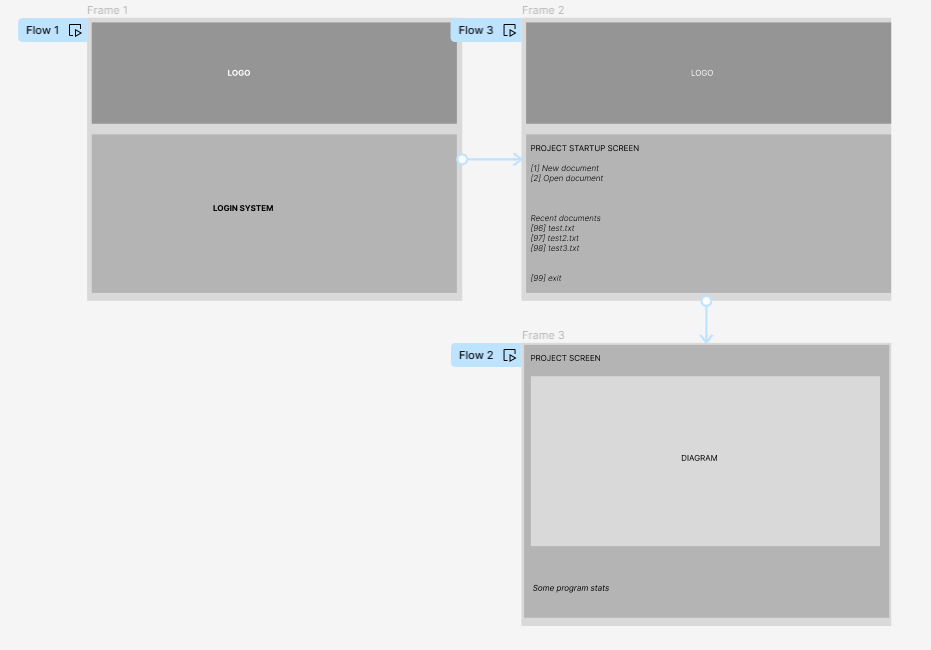 Frame 1
Flow 1
LOGO
LOGIN SYSTEM
Frame 2
Flow 3
LOGO
PROJECT STARTUP SCREEN
[1] New document
[2] Open document
Recent documents
[96] test.txt
[97] test2.txt
[98] test3.txt
[99] exit
Frame 3
Flow 2
PROJECT SCREEN
DIAGRAM
Some program stats